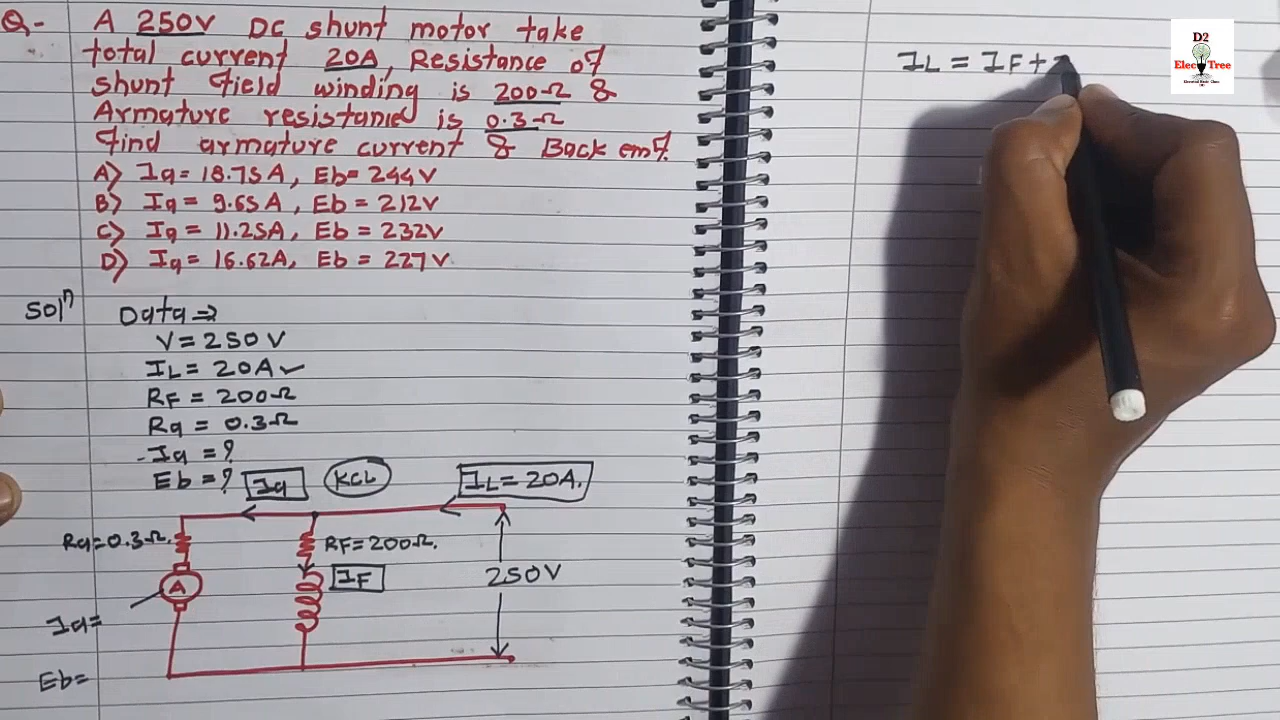 Q- A 250V DC shunt motor take
total current 20A, Resistance of
shunt field winding is 200Ω &
Armature resistance is 0.3Ω
find armature current & Back emf.
A) Ia = 18.75A, Eb= 244V
B) Ia = 9.65A, Eb = 212V
C) Ia = 11.25A, Eb = 232V
D) Ia = 16.62A, Eb = 227V.
Solⁿ Data ⇒
V = 250V
IL = 20A ✓
RF = 200Ω
Ra = 0.3Ω
-Ia = ?
Eb = ?
Ia
KCL
IL = 20A.
Ra=0.3Ω.
RF=200Ω.
A
IF
250V
Ia=
Eb=
IL = IF +
D2
Elec Tree